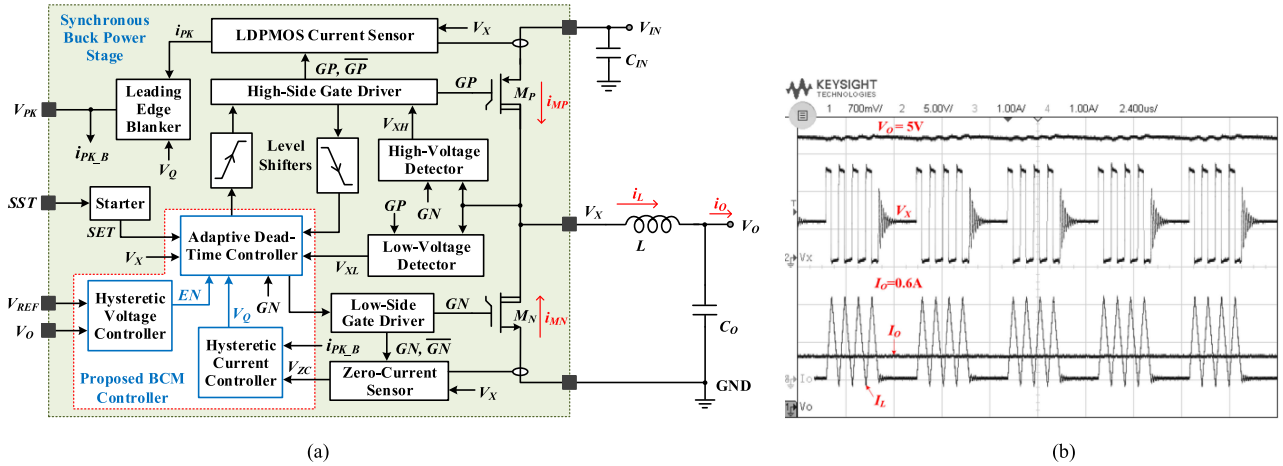 Synchronous
Buck Power
Stage
i_PK
LDPMOS Current Sensor
V_X
V_IN
C_IN
GP, \overline{GP}
V_PK
Leading
Edge
Blanker
High-Side Gate Driver
GP
M_P
i_MP
i_PK_B
V_Q
Level
Shifters
V_XH
High-Voltage
Detector
SST
Starter
SET
GP
GN
V_X
i_L
L
i_O
V_O
V_X
Adaptive Dead-
Time Controller
V_XL
Low-Voltage
Detector
V_REF
V_O
Hysteretic
Voltage
Controller
EN
V_Q
GN
Low-Side
Gate Driver
GN
M_N
i_MN
C_O
Hysteretic
Current
Controller
i_PK_B
GN, \overline{GN}
V_ZC
Zero-Current
Sensor
V_X
GND
Proposed BCM
Controller
(a)
KEYSIGHT
TECHNOLOGIES
1 700mV/ 2 5.00V/ 3 1.00A/ 4 1.00A/ 2.400us/
V_O = 5V
T
V_X
2 Vx
I_O=0.6A
I_O
Io
I_L
1 Vo
(b)